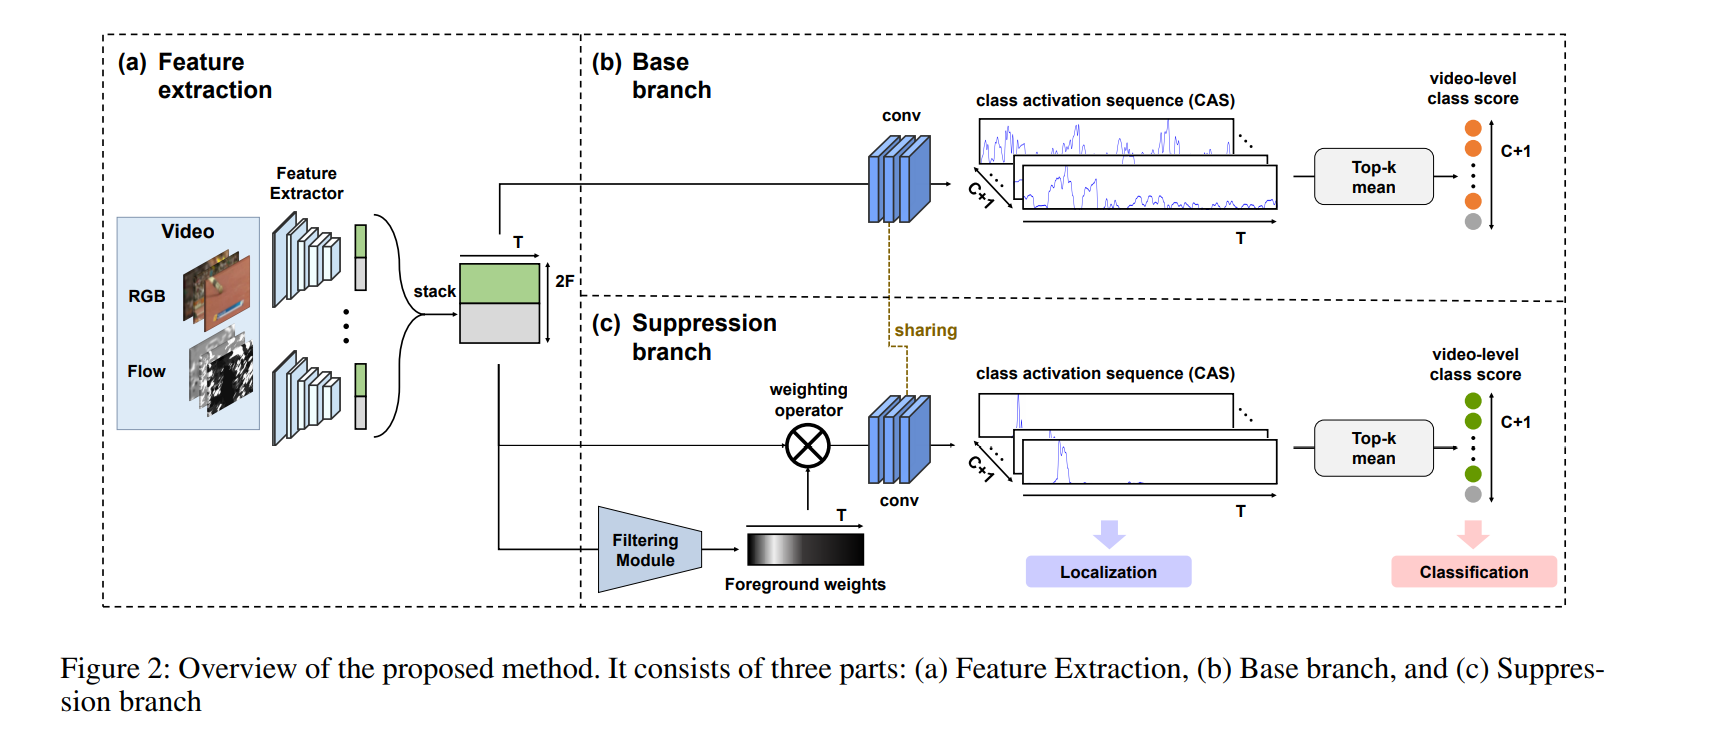 (a) Feature
extraction
Feature
Extractor
Video
RGB
Flow
stack
T
2F
(b) Base
branch
conv
class activation sequence (CAS)
C+1
T
Top-k
mean
video-level
class score
C+1
sharing
(c) Suppression
branch
weighting
operator
conv
Filtering
Module
T
Foreground weights
class activation sequence (CAS)
C+1
T
Top-k
mean
video-level
class score
C+1
Localization
Classification
Figure 2: Overview of the proposed method. It consists of three parts: (a) Feature Extraction, (b) Base branch, and (c) Suppres-
sion branch